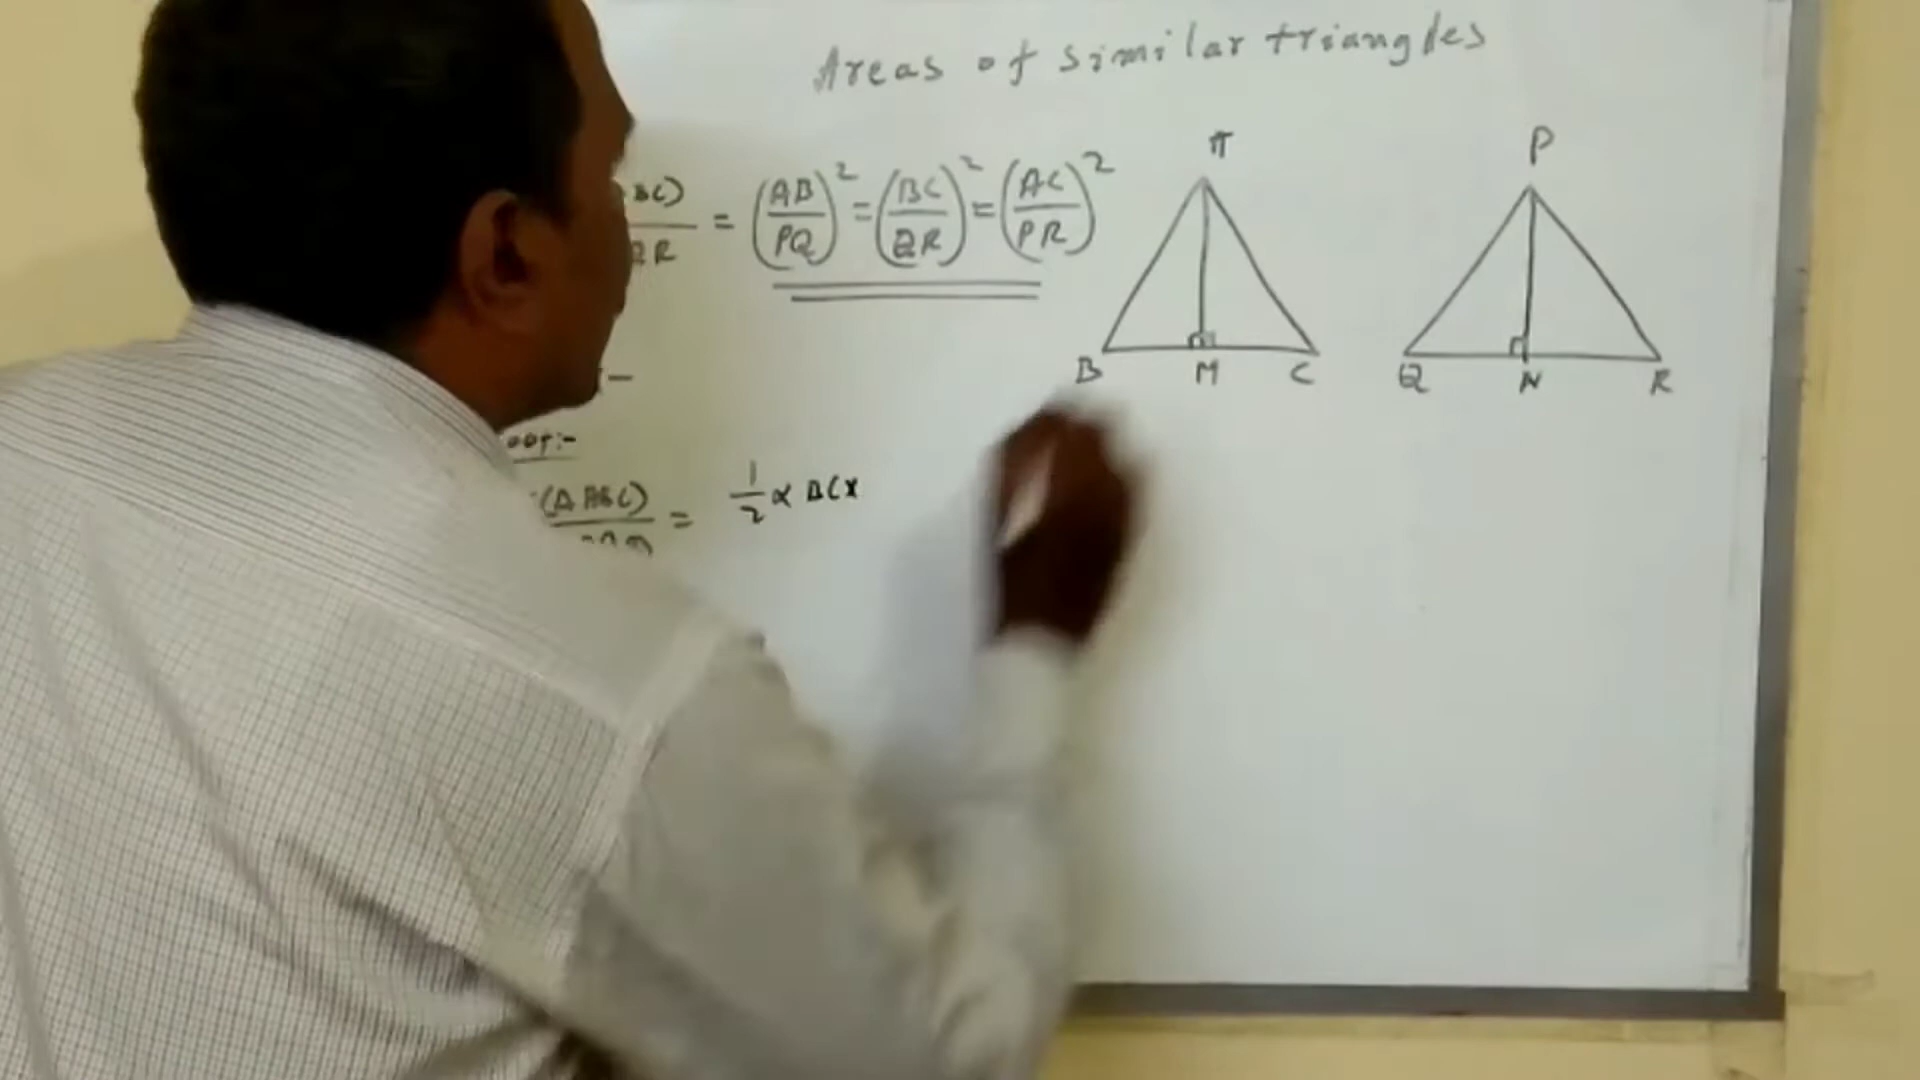 Areas of similar triangles
BC) / QR = (AB/PQ)² = (BC/QR)² = (AC/PR)²
A
B M C
P
Q N R
oof:-
(Δ ABC) = 1/2 × BC ×